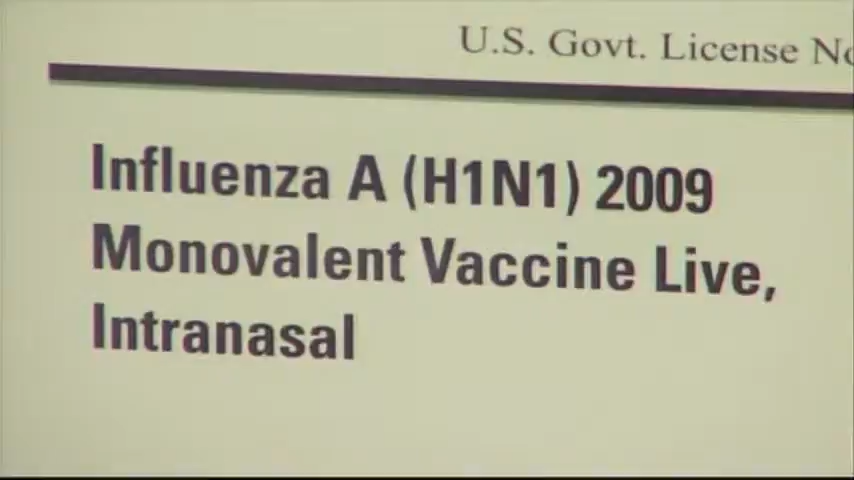 U.S. Govt. License
Influenza A (H1N1) 2009
Monovalent Vaccine Live,
Intranasal